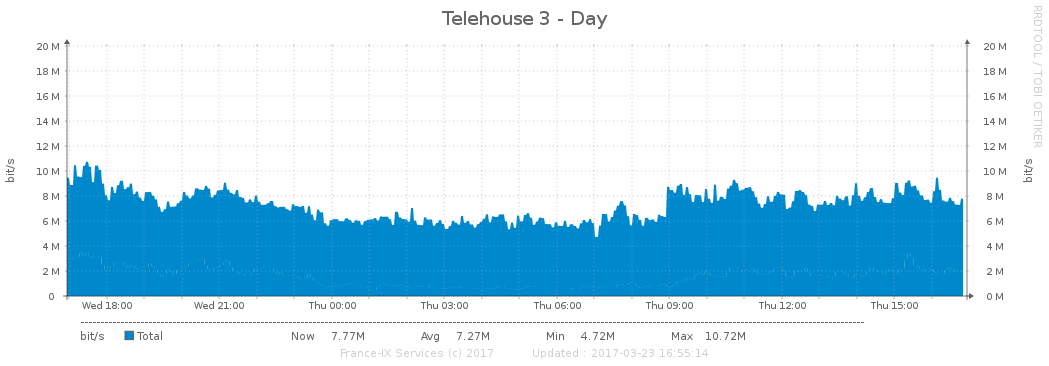 Telehouse 3 - Day
RRDTOOL / TOBI OETIKER
bit/s
20 M
18 M
16 M
14 M
12 M
10 M
8 M
6 M
4 M
2 M
0
20 M
18 M
16 M
14 M
12 M
10 M
8 M
6 M
4 M
2 M
0 M
bit/s
Wed 18:00 Wed 21:00 Thu 00:00 Thu 03:00 Thu 06:00 Thu 09:00 Thu 12:00 Thu 15:00
bit/s Total Now 7.77M Avg 7.27M Min 4.72M Max 10.72M
France-IX Services (c) 2017 Updated : 2017-03-23 16:55:14